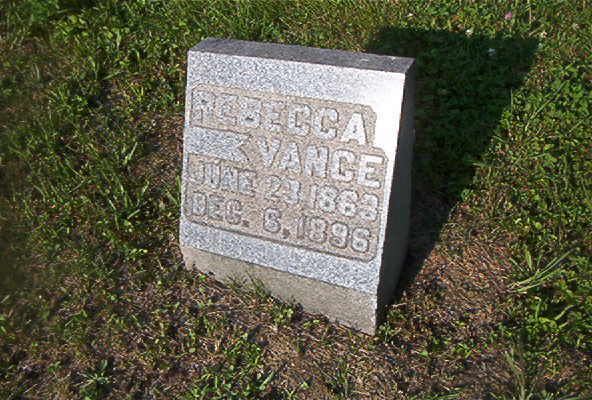 REBECCA
VANCE
JUNE 23 1863
DEC. 6, 1896